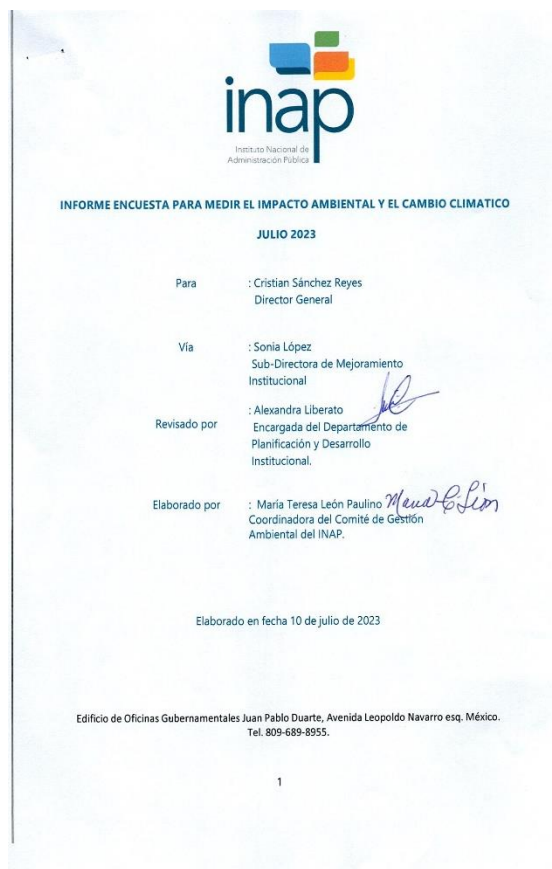 inap
Instituto Nacional de
Administración Pública
INFORME ENCUESTA PARA MEDIR EL IMPACTO AMBIENTAL Y EL CAMBIO CLIMATICO
JULIO 2023
Para : Cristian Sánchez Reyes
Director General
Vía : Sonia López
Sub-Directora de Mejoramiento
Institucional
: Alexandra Liberato
Revisado por Encargada del Departamento de
Planificación y Desarrollo
Institucional.
Elaborado por : María Teresa León Paulino
Coordinadora del Comité de Gestión
Ambiental del INAP.
Elaborado en fecha 10 de julio de 2023
Edificio de Oficinas Gubernamentales Juan Pablo Duarte, Avenida Leopoldo Navarro esq. México.
Tel. 809-689-8955.
1